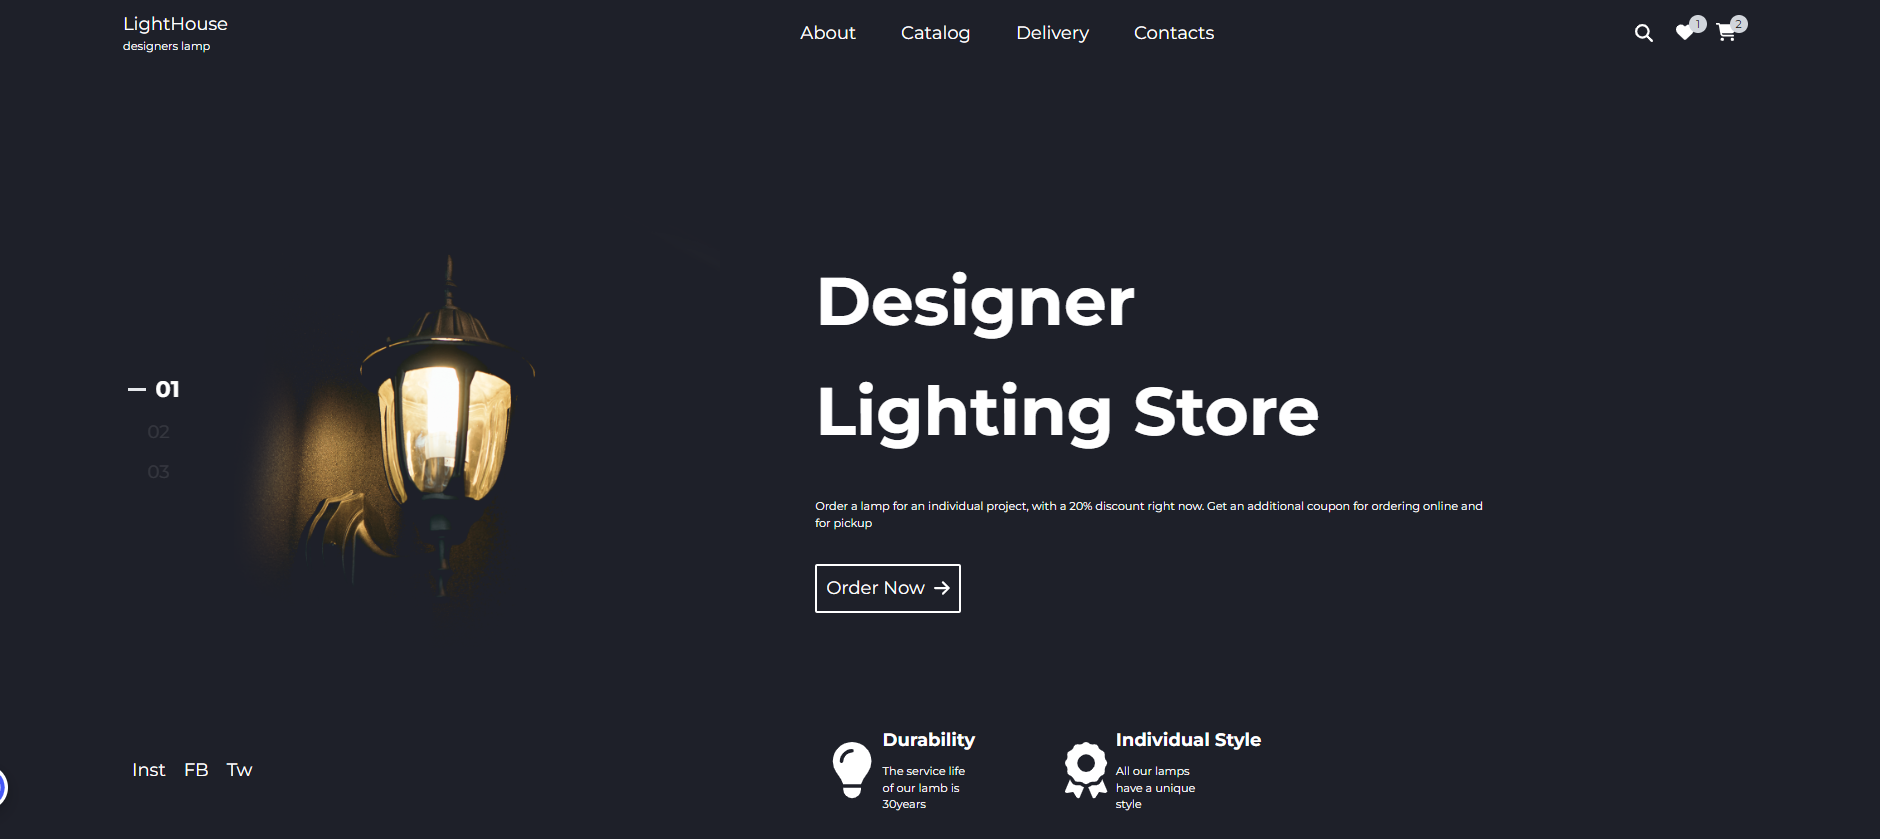 LightHouse
designers lamp
About Catalog Delivery Contacts
1 2
Designer
Lighting Store
01
02
03
Order a lamp for an individual project, with a 20% discount right now. Get an additional coupon for ordering online and
for pickup
Order Now
Inst FB Tw
Durability
The service life
of our lamb is
30years
Individual Style
All our lamps
have a unique
style